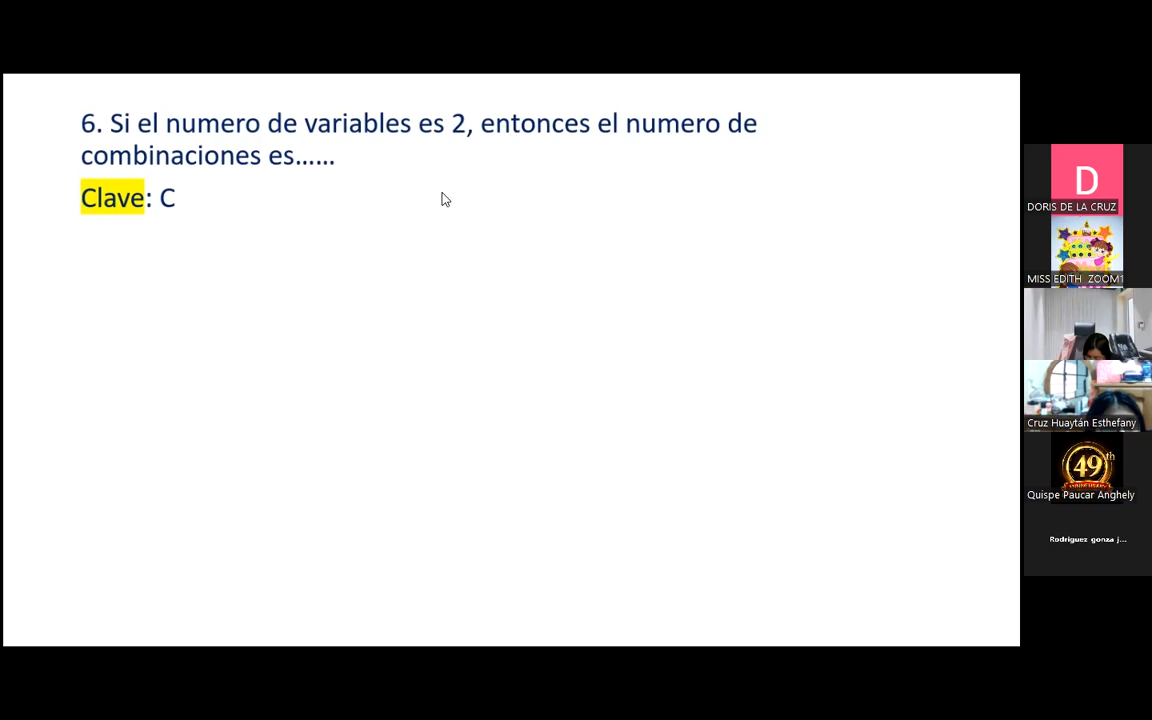 6. Si el numero de variables es 2, entonces el numero de
combinaciones es......
Clave: C
D
DORIS DE LA CRUZ
MISS EDITH ZOOM1
Cruz Huaytán Esthefany
49th
Quispe Paucar Anghely
Rodriguez gonza j...